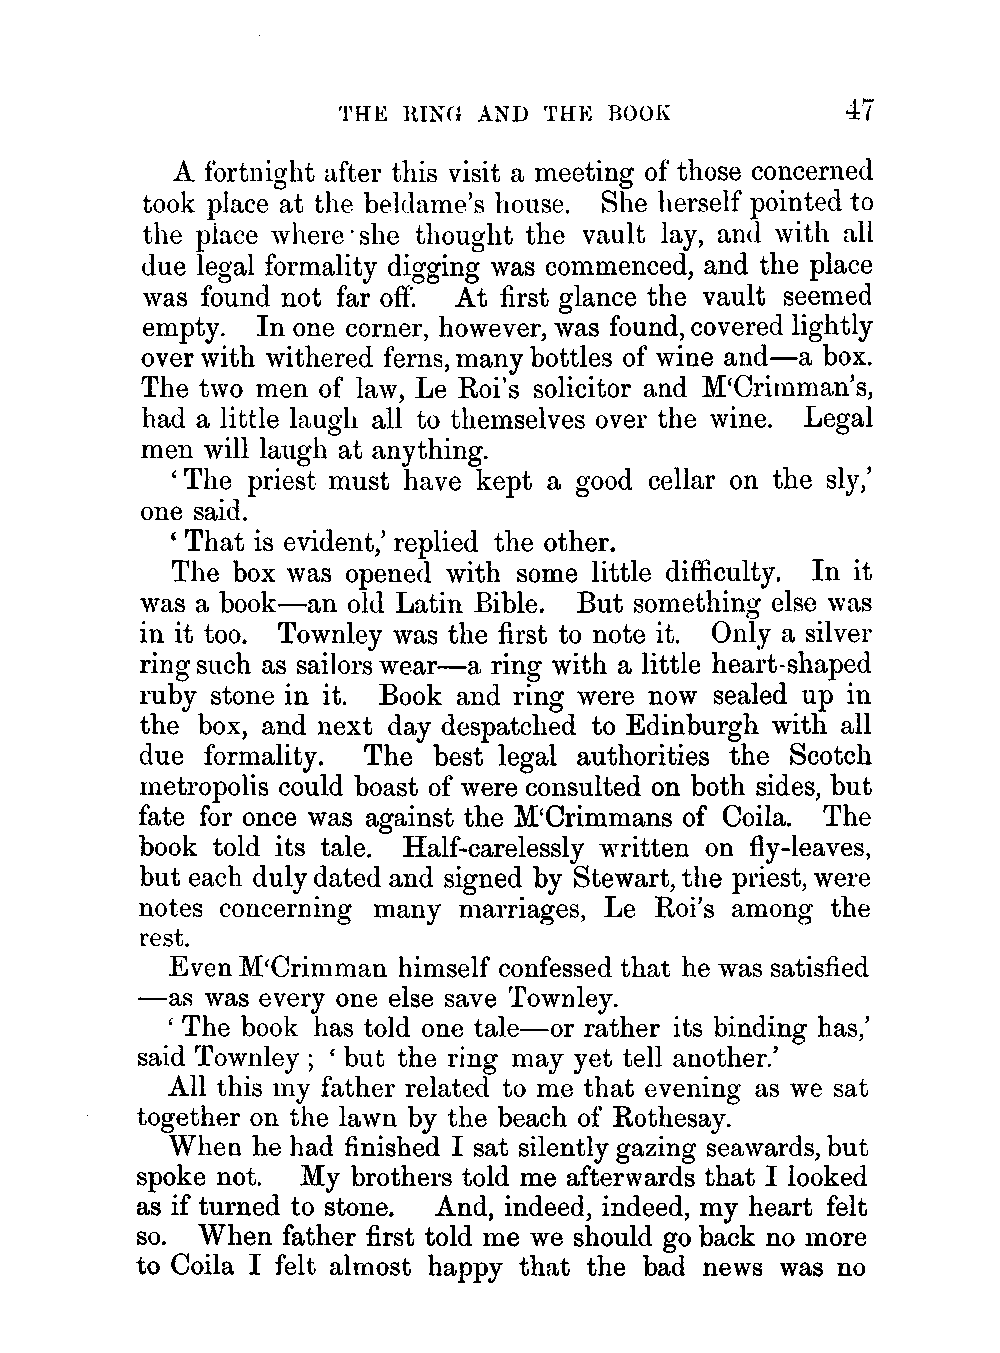 THE RING AND THE BOOK 47
A fortnight after this visit a meeting of those concerned
took place at the beldame's house. She herself pointed to
the place where she thought the vault lay, and with all
due legal formality digging was commenced, and the place
was found not far off. At first glance the vault seemed
empty. In one corner, however, was found, covered lightly
over with withered ferns, many bottles of wine and—a box.
The two men of law, Le Roi's solicitor and M'Crimman's,
had a little laugh all to themselves over the wine. Legal
men will laugh at anything.
'The priest must have kept a good cellar on the sly,'
one said.
'That is evident,' replied the other.
The box was opened with some little difficulty. In it
was a book—an old Latin Bible. But something else was
in it too. Townley was the first to note it. Only a silver
ring such as sailors wear—a ring with a little heart-shaped
ruby stone in it. Book and ring were now sealed up in
the box, and next day despatched to Edinburgh with all
due formality. The best legal authorities the Scotch
metropolis could boast of were consulted on both sides, but
fate for once was against the M'Crimmans of Coila. The
book told its tale. Half-carelessly written on fly-leaves,
but each duly dated and signed by Stewart, the priest, were
notes concerning many marriages, Le Roi's among the
rest.
Even M'Crimman himself confessed that he was satisfied
—as was every one else save Townley.
'The book has told one tale—or rather its binding has,'
said Townley; 'but the ring may yet tell another.'
All this my father related to me that evening as we sat
together on the lawn by the beach of Rothesay.
When he had finished I sat silently gazing seawards, but
spoke not. My brothers told me afterwards that I looked
as if turned to stone. And, indeed, indeed, my heart felt
so. When father first told me we should go back no more
to Coila I felt almost happy that the bad news was no